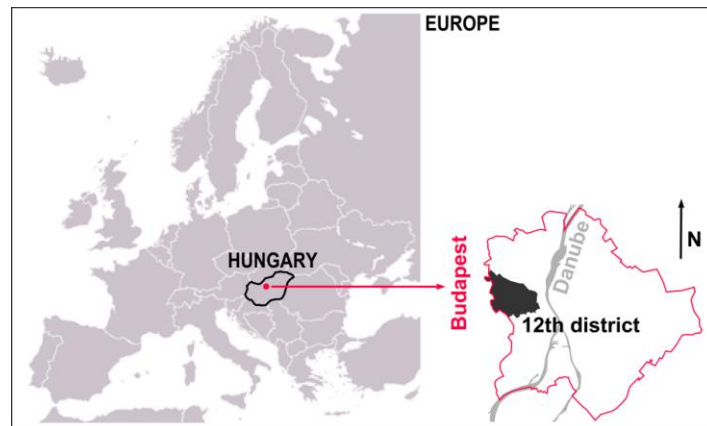 EUROPE
HUNGARY
Budapest
Danube
N
12th district